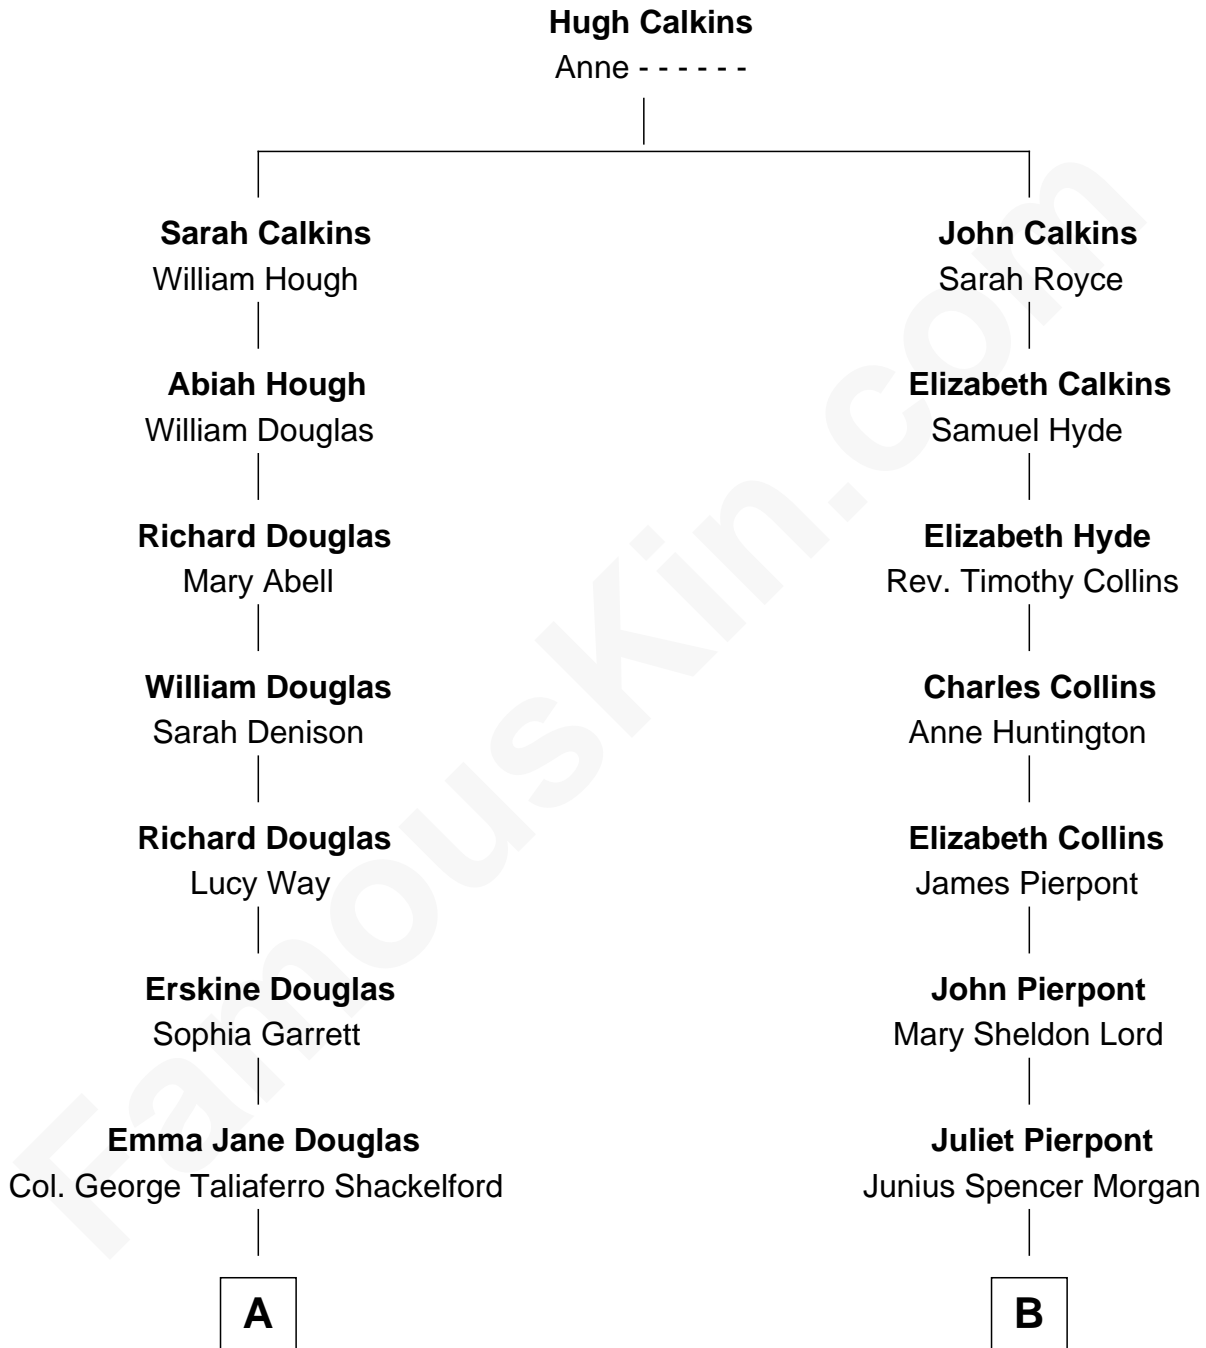 Hugh Calkins
Anne - - - - - -
Sarah Calkins
William Hough
John Calkins
Sarah Royce
Abiah Hough
William Douglas
Elizabeth Calkins
Samuel Hyde
Richard Douglas
Mary Abell
Elizabeth Hyde
Rev. Timothy Collins
William Douglas
Sarah Denison
Charles Collins
Anne Huntington
Richard Douglas
Lucy Way
Elizabeth Collins
James Pierpont
Erskine Douglas
Sophia Garrett
John Pierpont
Mary Sheldon Lord
Emma Jane Douglas
Col. George Taliaferro Shackelford
Juliet Pierpont
Junius Spencer Morgan
A
B
FamousKin.com